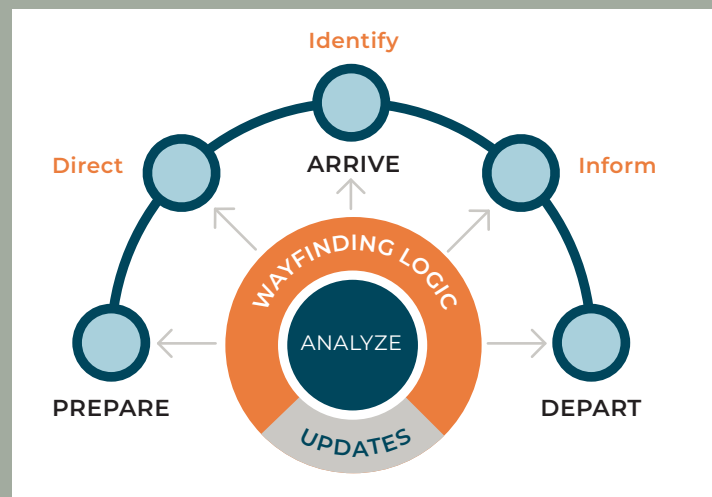 Identify
Direct
ARRIVE
Inform
WAYFINDING LOGIC
ANALYZE
PREPARE
DEPART
UPDATES